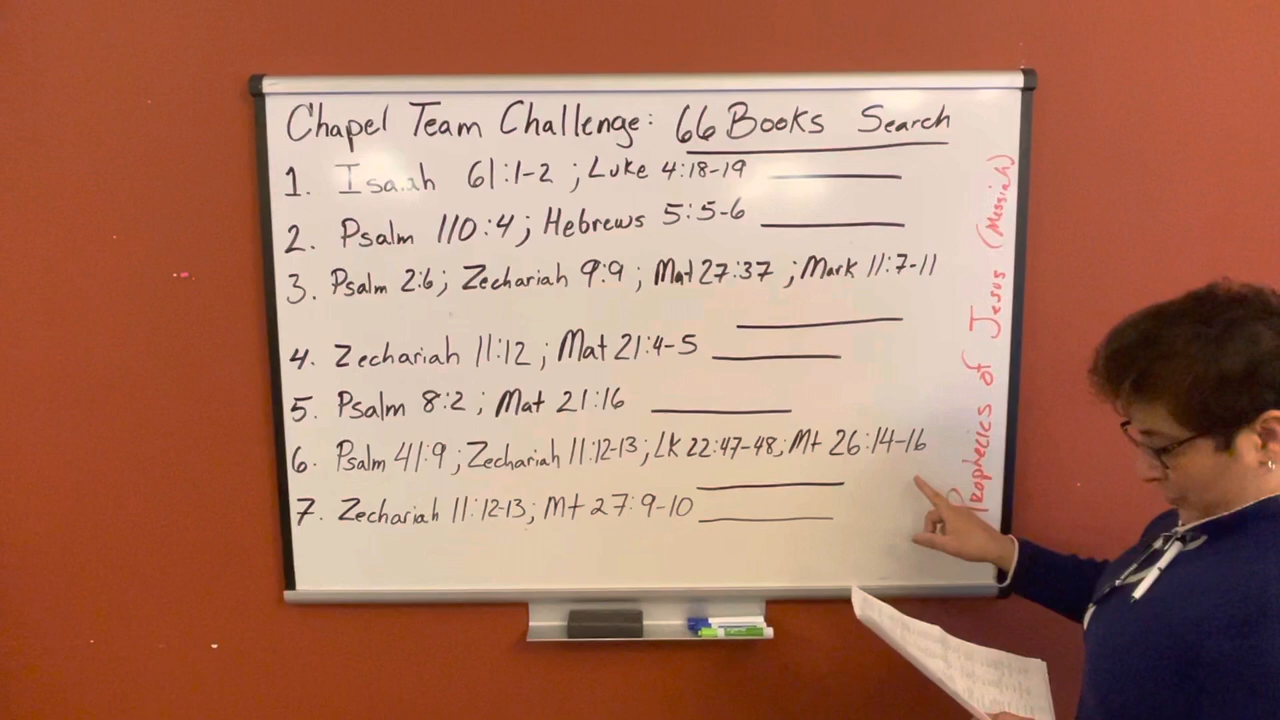 Chapel Team Challenge: 66 Books Search
1. Isaiah 61:1-2 ; Luke 4:18-19
2. Psalm 110:4 ; Hebrews 5:5-6
3. Psalm 2:6 ; Zechariah 9:9 ; Mat 27:37 ; Mark 11:7-11
4. Zechariah 11:12 ; Mat 21:4-5
5. Psalm 8:2 ; Mat 21:16
6. Psalm 41:9 ; Zechariah 11:12-13 ; LK 22:47-48 ; Mt 26:14-16
7. Zechariah 11:12-13 ; Mt 27:9-10
Prophecies of Jesus (Messiah)